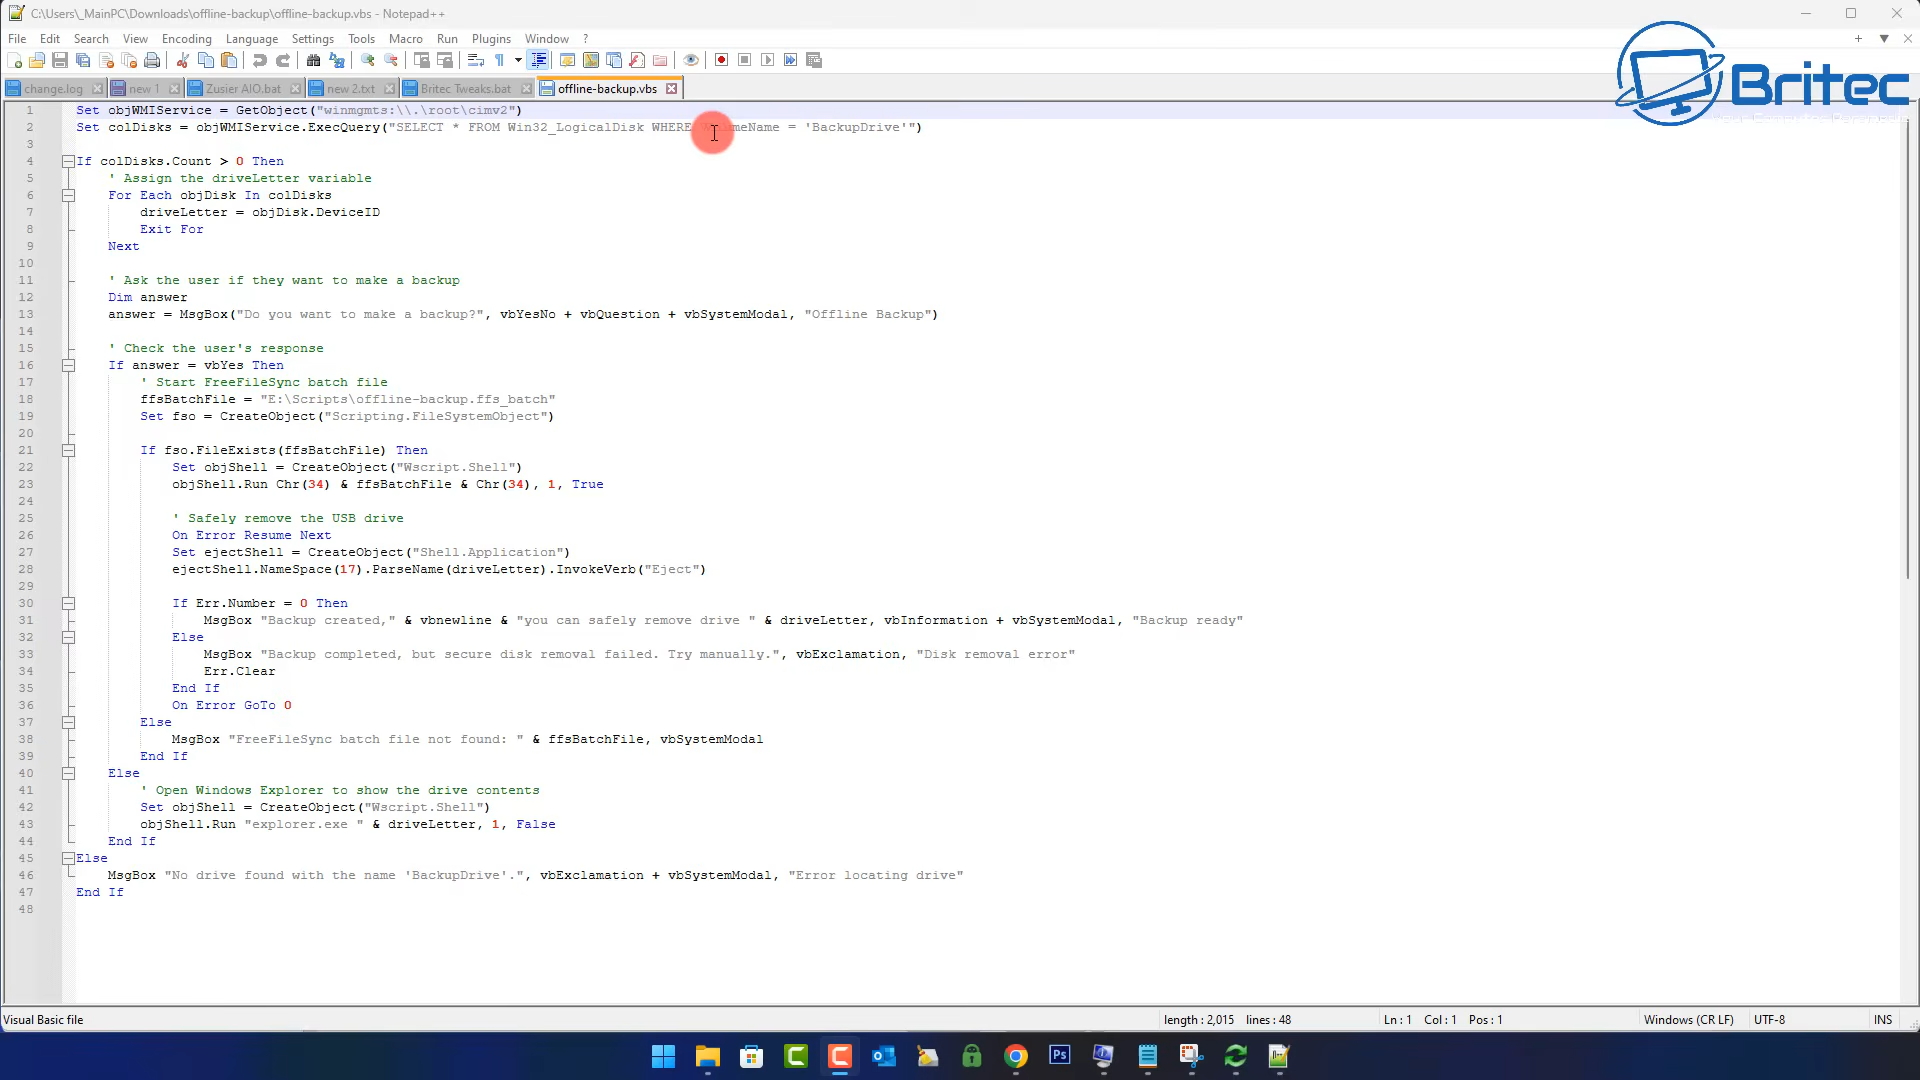 C:\Users\_MainPC\Downloads\offline-backup\offline-backup.vbs - Notepad++
File Edit Search View Encoding Language Settings Tools Macro Run Plugins Window ?
change.log new 1 Zusier AIO.bat new 2.txt Britec Tweaks.bat offline-backup.vbs
Britec
1 Set objWMIService = GetObject("winmgmts:\\.\root\cimv2")
2 Set colDisks = objWMIService.ExecQuery("SELECT * FROM Win32_LogicalDisk WHERE = 'BackupDrive'")
3
4 If colDisks.Count > 0 Then
5 ' Assign the driveLetter variable
6 For Each objDisk In colDisks
7 driveLetter = objDisk.DeviceID
8 Exit For
9 Next
10
11 ' Ask the user if they want to make a backup
12 Dim answer
13 answer = MsgBox("Do you want to make a backup?", vbYesNo + vbQuestion + vbSystemModal, "Offline Backup")
14
15 ' Check the user's response
16 If answer = vbYes Then
17 ' Start FreeFileSync batch file
18 ffsBatchFile = "E:\Scripts\offline-backup.ffs_batch"
19 Set fso = CreateObject("Scripting.FileSystemObject")
20
21 If fso.FileExists(ffsBatchFile) Then
22 Set objShell = CreateObject("Wscript.Shell")
23 objShell.Run Chr(34) & ffsBatchFile & Chr(34), 1, True
24
25 ' Safely remove the USB drive
26 On Error Resume Next
27 Set ejectShell = CreateObject("Shell.Application")
28 ejectShell.NameSpace(17).ParseName(driveLetter).InvokeVerb("Eject")
29
30 If Err.Number = 0 Then
31 MsgBox "Backup created," & vbnewline & "you can safely remove drive " & driveLetter, vbInformation + vbSystemModal, "Backup ready"
32 Else
33 MsgBox "Backup completed, but secure disk removal failed. Try manually.", vbExclamation, "Disk removal error"
34 Err.Clear
35 End If
36 On Error GoTo 0
37 Else
38 MsgBox "FreeFileSync batch file not found: " & ffsBatchFile, vbSystemModal
39 End If
40 Else
41 ' Open Windows Explorer to show the drive contents
42 Set objShell = CreateObject("Wscript.Shell")
43 objShell.Run "explorer.exe " & driveLetter, 1, False
44 End If
45 Else
46 MsgBox "No drive found with the name 'BackupDrive'.", vbExclamation + vbSystemModal, "Error locating drive"
47 End If
48
Visual Basic file length : 2,015 lines : 48 Ln : 1 Col : 1 Pos : 1 Windows (CR LF) UTF-8 INS
Ps